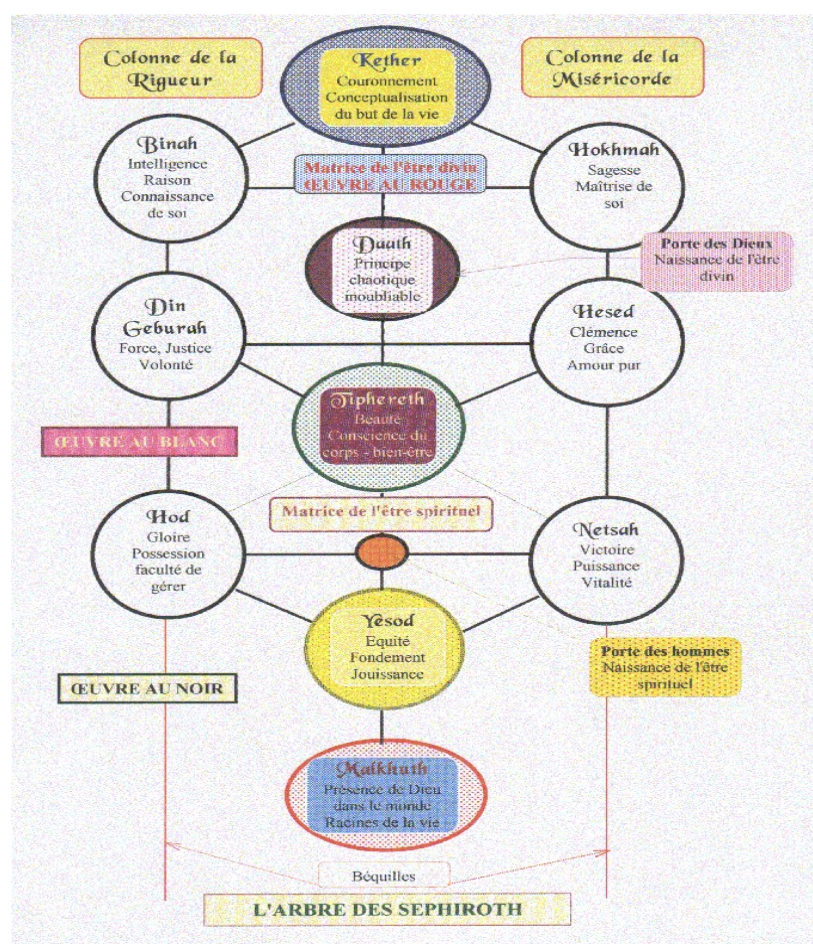 Colonne de la
Rigueur
Kether
Couronnement
Conceptualisation
du but de la vie
Colonne de la
Miséricorde
Binah
Intelligence
Raison
Connaissance
de soi
Matrice de l'être divin
ŒUVRE AU ROUGE
Hokhmah
Sagesse
Maîtrise de
soi
Daath
Principe
chaotique
inoubliable
Porte des Dieux
Naissance de l'être
divin
Din
Geburah
Force, Justice
Volonté
Hesed
Clémence
Grâce
Amour pur
Tiphereth
Beauté
Conscience du
corps - bien-être
ŒUVRE AU BLANC
Matrice de l'être spirituel
Hod
Gloire
Possession
faculté de
gérer
Netsah
Victoire
Puissance
Vitalité
Yésod
Equité
Fondement
Jouissance
Porte des hommes
Naissance de l'être
spirituel
ŒUVRE AU NOIR
Malkhuth
Présence de Dieu
dans le monde
Racines de la vie
Béquilles
L'ARBRE DES SEPHIROTH